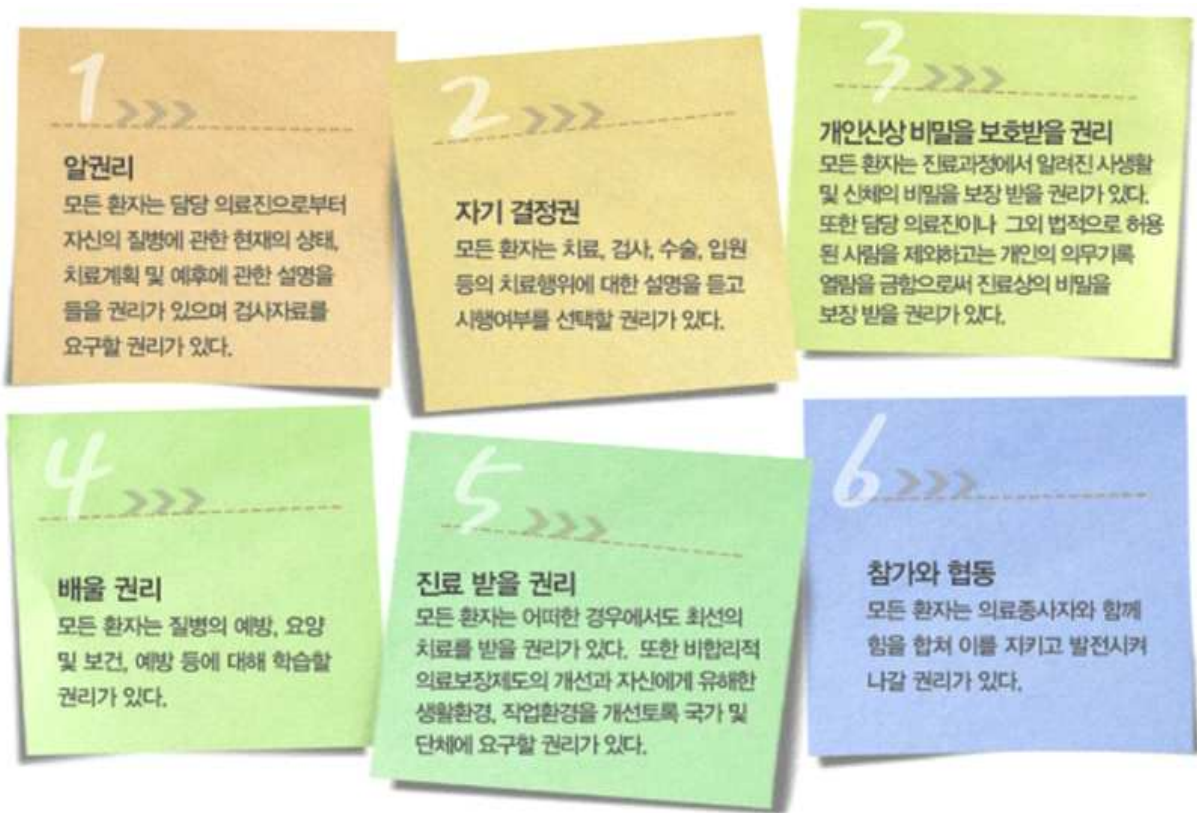 1
알권리
모든 환자는 담당 의료진으로부터
자신의 질병에 관한 현재의 상태,
치료계획 및 예후에 관한 설명을
들을 권리가 있으며 검사자료를
요구할 권리가 있다.
2
자기 결정권
모든 환자는 치료, 검사, 수술, 입원
등의 치료행위에 대한 설명을 듣고
시행여부를 선택할 권리가 있다.
3
개인신상 비밀을 보호받을 권리
모든 환자는 진료과정에서 알려진 사생활
및 신체의 비밀을 보장 받을 권리가 있다.
또한 담당 의료진이나 그외 법적으로 허용
된 사람을 제외하고는 개인의 의무기록
열람을 금함으로써 진료상의 비밀을
보장 받을 권리가 있다.
4
배울 권리
모든 환자는 질병의 예방, 요양
및 보건, 예방 등에 대해 학습할
권리가 있다.
5
진료 받을 권리
모든 환자는 어떠한 경우에서도 최선의
치료를 받을 권리가 있다. 또한 비합리적
의료보장제도의 개선과 자신에게 유해한
생활환경, 작업환경을 개선토록 국가 및
단체에 요구할 권리가 있다.
6
참가와 협동
모든 환자는 의료종사자와 함께
힘을 합쳐 이를 지키고 발전시켜
나갈 권리가 있다.